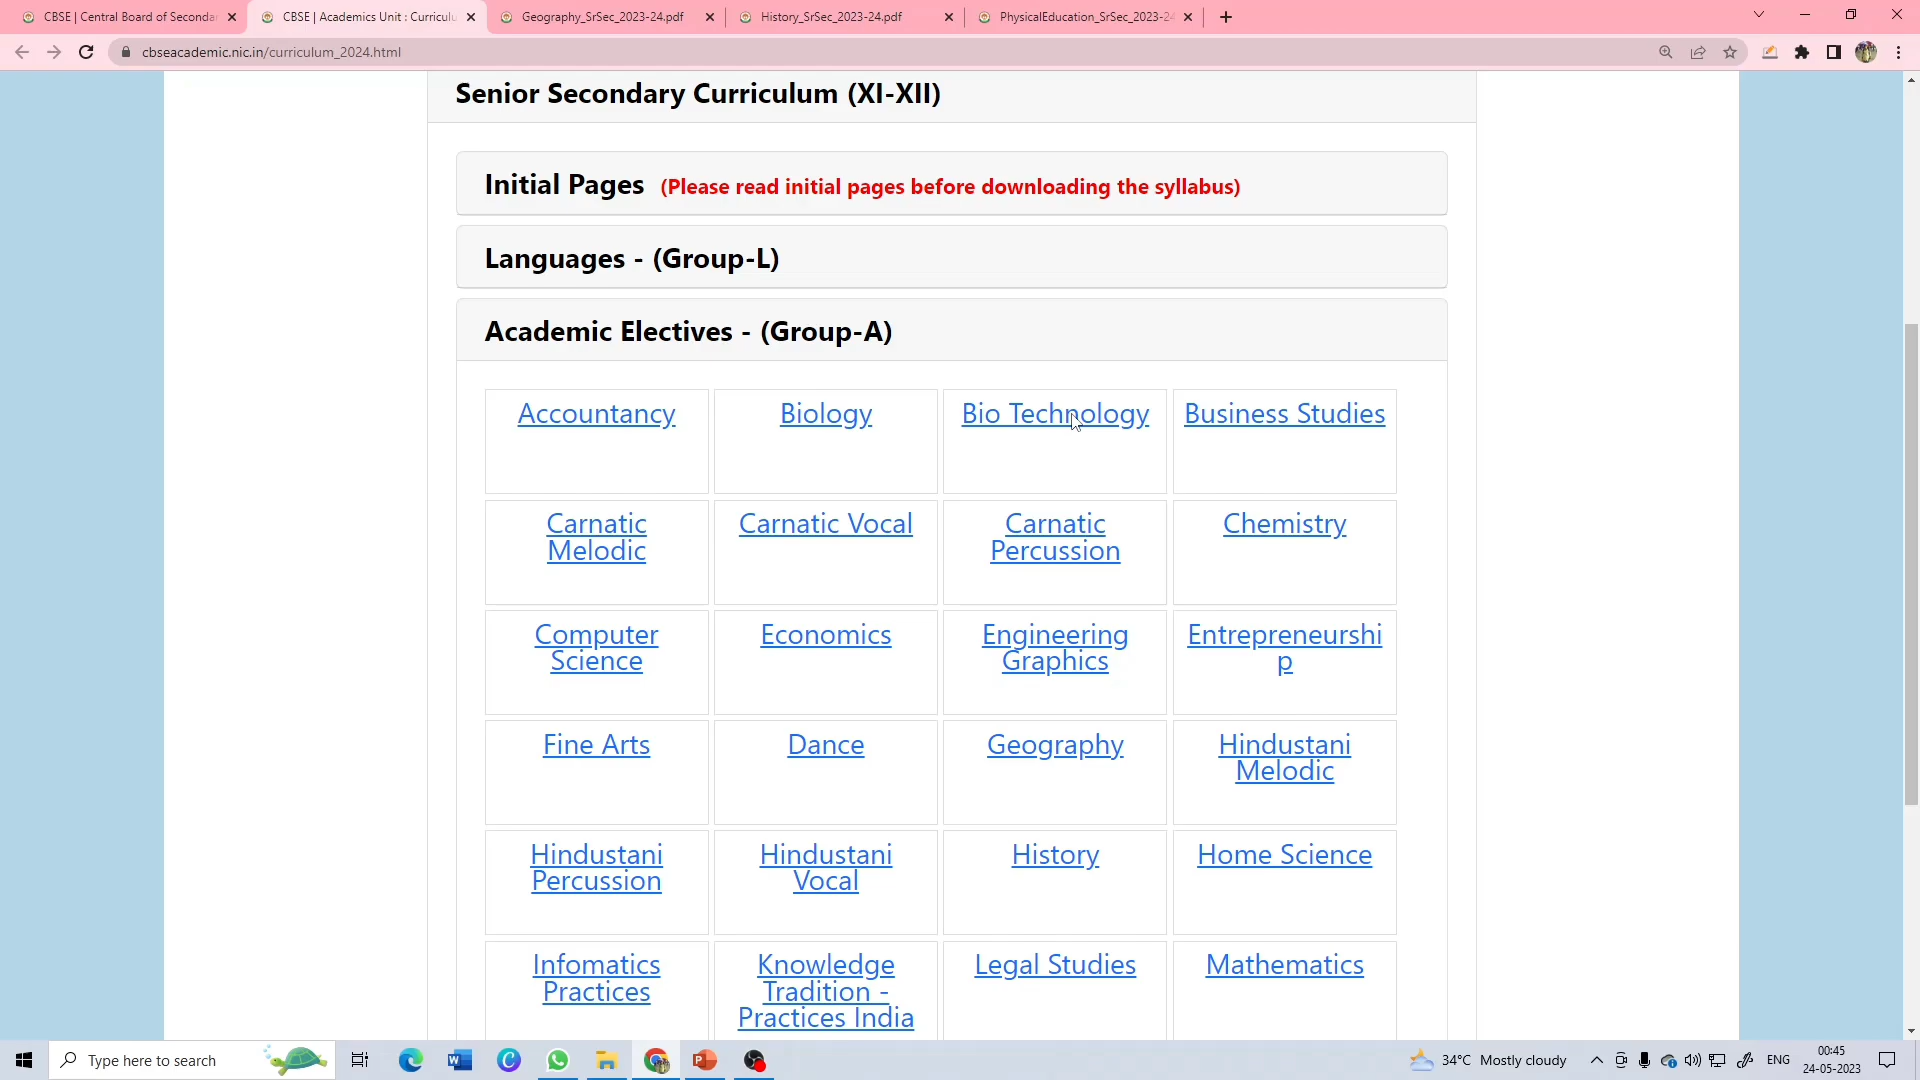 CBSE | Central Board of Seconda
CBSE | Academics Unit : Curriculu
Geography_SrSec_2023-24.pdf
History_SrSec_2023-24.pdf
PhysicalEducation_SrSec_2023-24
cbseacademic.nic.in/curriculum_2024.html
Senior Secondary Curriculum (XI-XII)
Initial Pages (Please read initial pages before downloading the syllabus)
Languages - (Group-L)
Academic Electives - (Group-A)
Accountancy
Biology
Bio Technology
Business Studies
Carnatic
Melodic
Carnatic Vocal
Carnatic
Percussion
Chemistry
Computer
Science
Economics
Engineering
Graphics
Entrepreneurshi
p
Fine Arts
Dance
Geography
Hindustani
Melodic
Hindustani
Percussion
Hindustani
Vocal
History
Home Science
Infomatics
Practices
Knowledge
Tradition -
Practices India
Legal Studies
Mathematics
Type here to search
34°C Mostly cloudy
ENG
00:45
24-05-2023